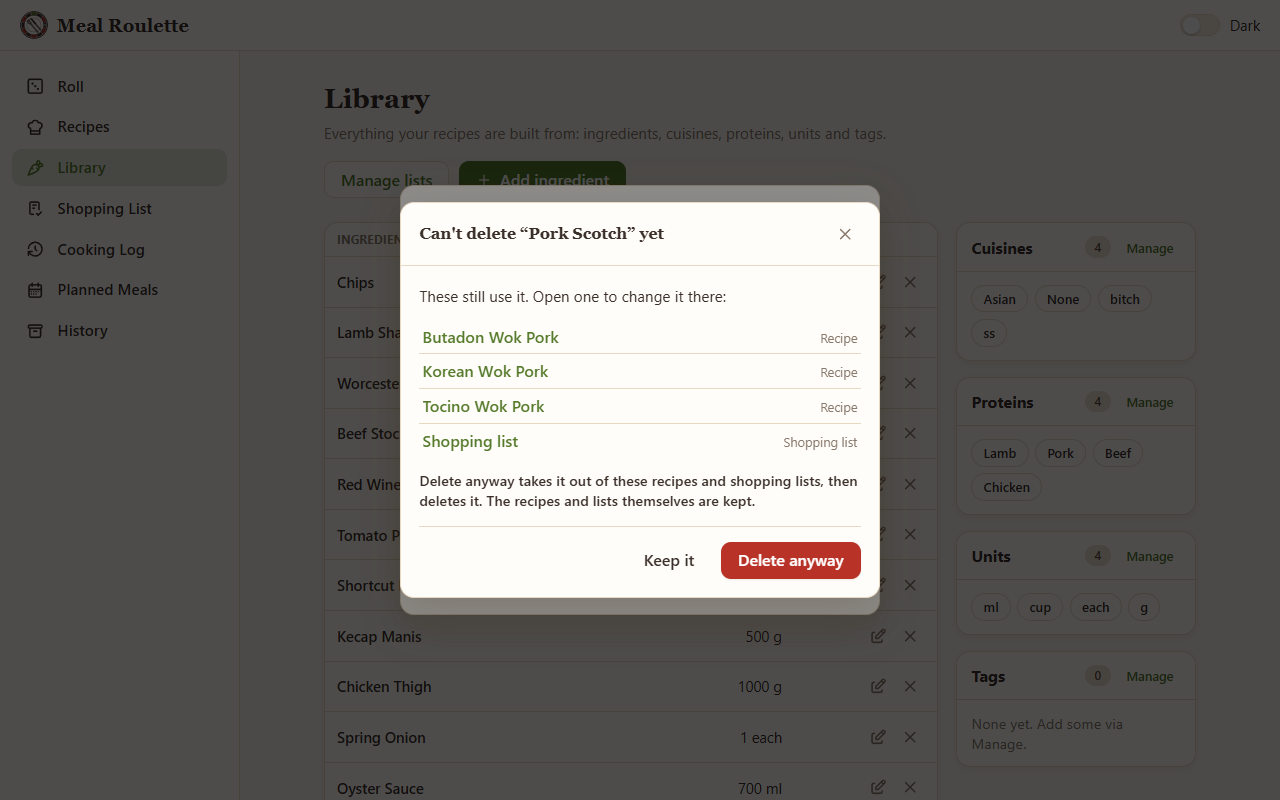 Meal Roulette
Dark
Roll
Recipes
Library
Shopping List
Cooking Log
Planned Meals
History
Library
Everything your recipes are built from: ingredients, cuisines, proteins, units and tags.
Manage lists
+ Add ingredient
INGREDIEN
Chips
Lamb Sha
Worceste
Beef Stoc
Red Wine
Tomato P
Shortcut
Kecap Manis 500 g
Chicken Thigh 1000 g
Spring Onion 1 each
Oyster Sauce 700 ml
Can't delete “Pork Scotch” yet
These still use it. Open one to change it there:
Butadon Wok Pork Recipe
Korean Wok Pork Recipe
Tocino Wok Pork Recipe
Shopping list Shopping list
Delete anyway takes it out of these recipes and shopping lists, then
deletes it. The recipes and lists themselves are kept.
Keep it
Delete anyway
Cuisines 4 Manage
Asian None bitch
ss
Proteins 4 Manage
Lamb Pork Beef
Chicken
Units 4 Manage
ml cup each g
Tags 0 Manage
None yet. Add some via
Manage.